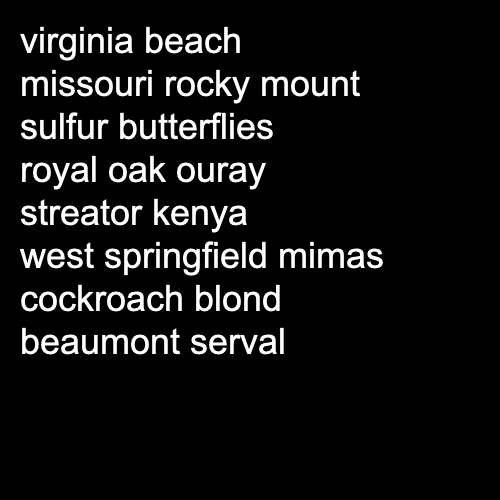 virginia beach
missouri rocky mount
sulfur butterflies
royal oak ouray
streator kenya
west springfield mimas
cockroach blond
beaumont serval